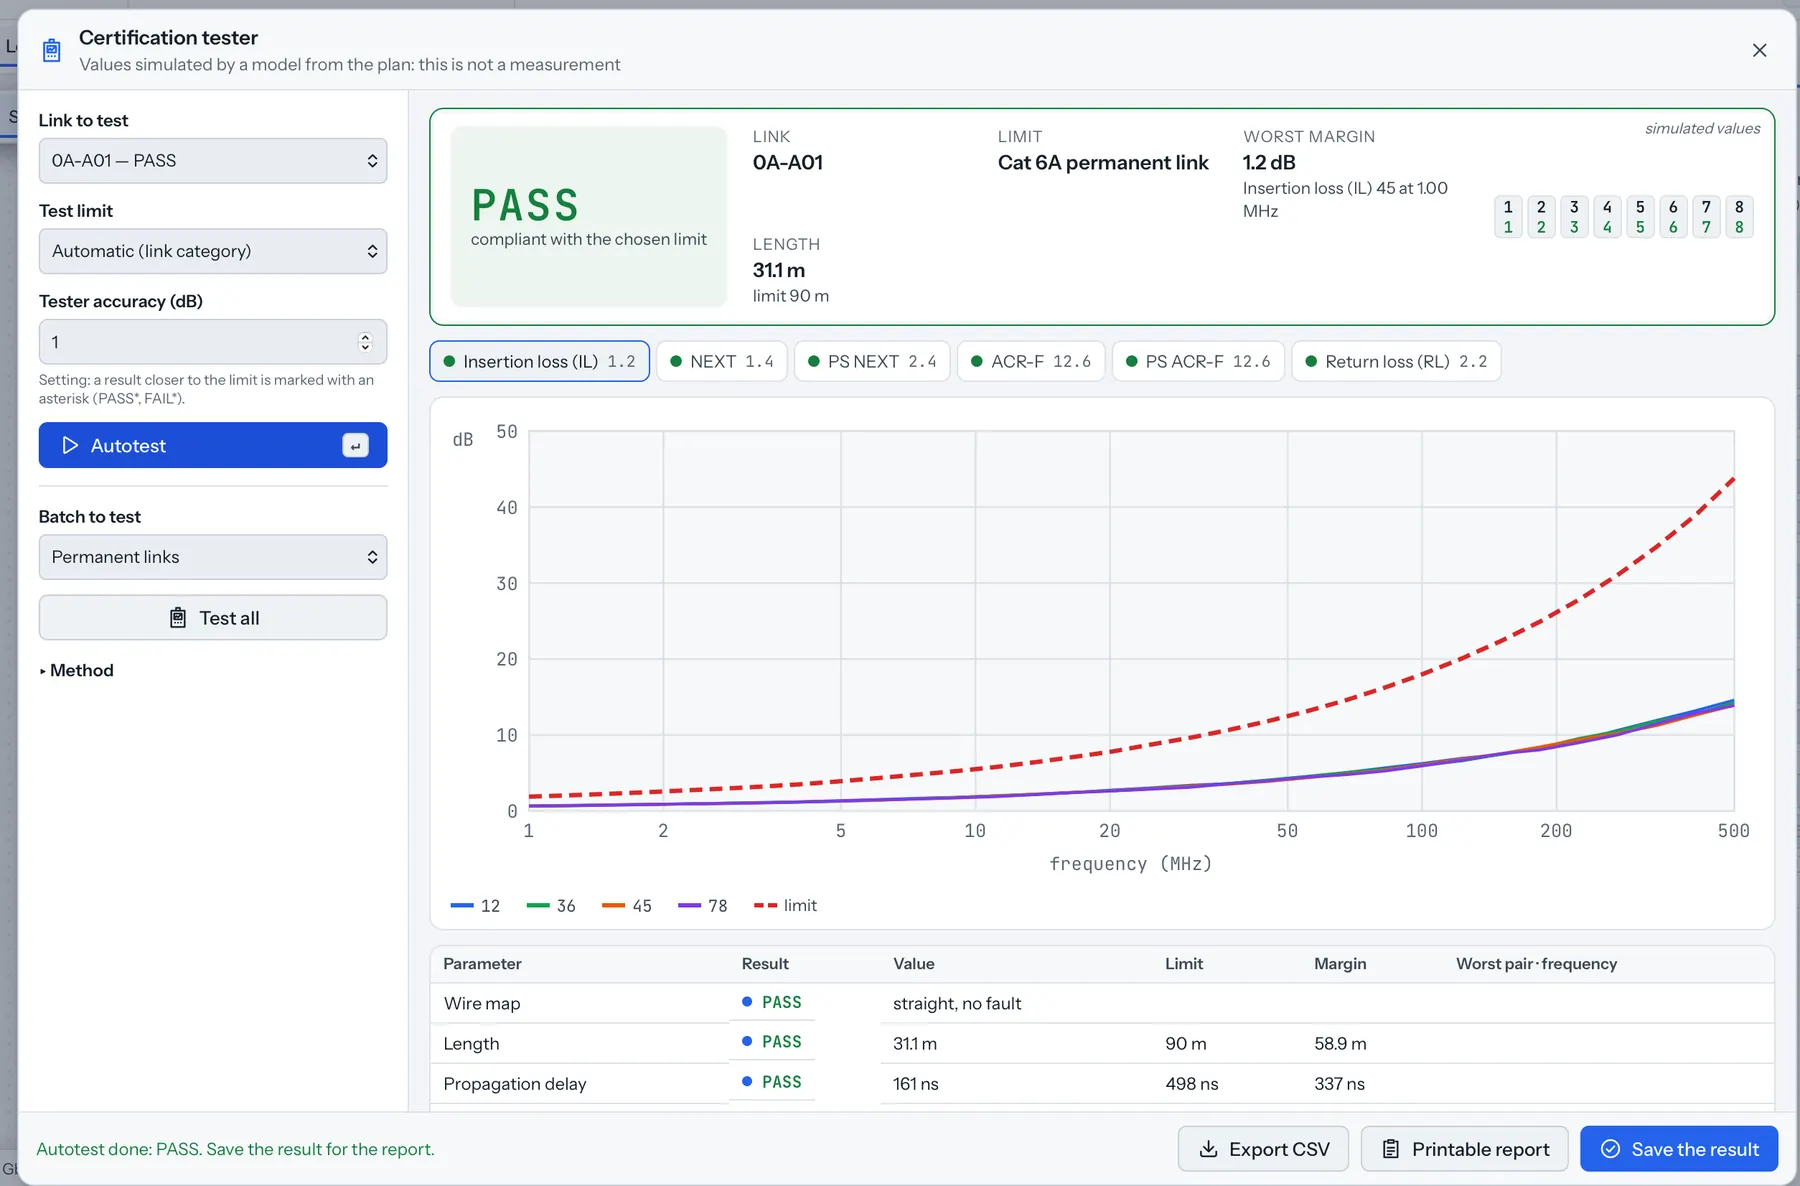 Certification tester
Values simulated by a model from the plan: this is not a measurement
Link to test
0A-A01 — PASS
Test limit
Automatic (link category)
Tester accuracy (dB)
1
Setting: a result closer to the limit is marked with an
asterisk (PASS*, FAIL*).
Autotest
Batch to test
Permanent links
Test all
Method
PASS
compliant with the chosen limit
LINK
0A-A01
LENGTH
31.1 m
limit 90 m
LIMIT
Cat 6A permanent link
WORST MARGIN
1.2 dB
Insertion loss (IL) 45 at 1.00
MHz
simulated values
1 2 3 4 5 6 7 8
1 2 3 4 5 6 7 8
Insertion loss (IL) 1.2 NEXT 1.4 PS NEXT 2.4 ACR-F 12.6 PS ACR-F 12.6 Return loss (RL) 2.2
dB
50
40
30
20
10
0
1 2 5 10 20 50 100 200 500
frequency (MHz)
12 36 45 78 limit
Parameter Result Value Limit Margin Worst pair · frequency
Wire map PASS straight, no fault
Length PASS 31.1 m 90 m 58.9 m
Propagation delay PASS 161 ns 498 ns 337 ns
Autotest done: PASS. Save the result for the report.
Export CSV Printable report Save the result